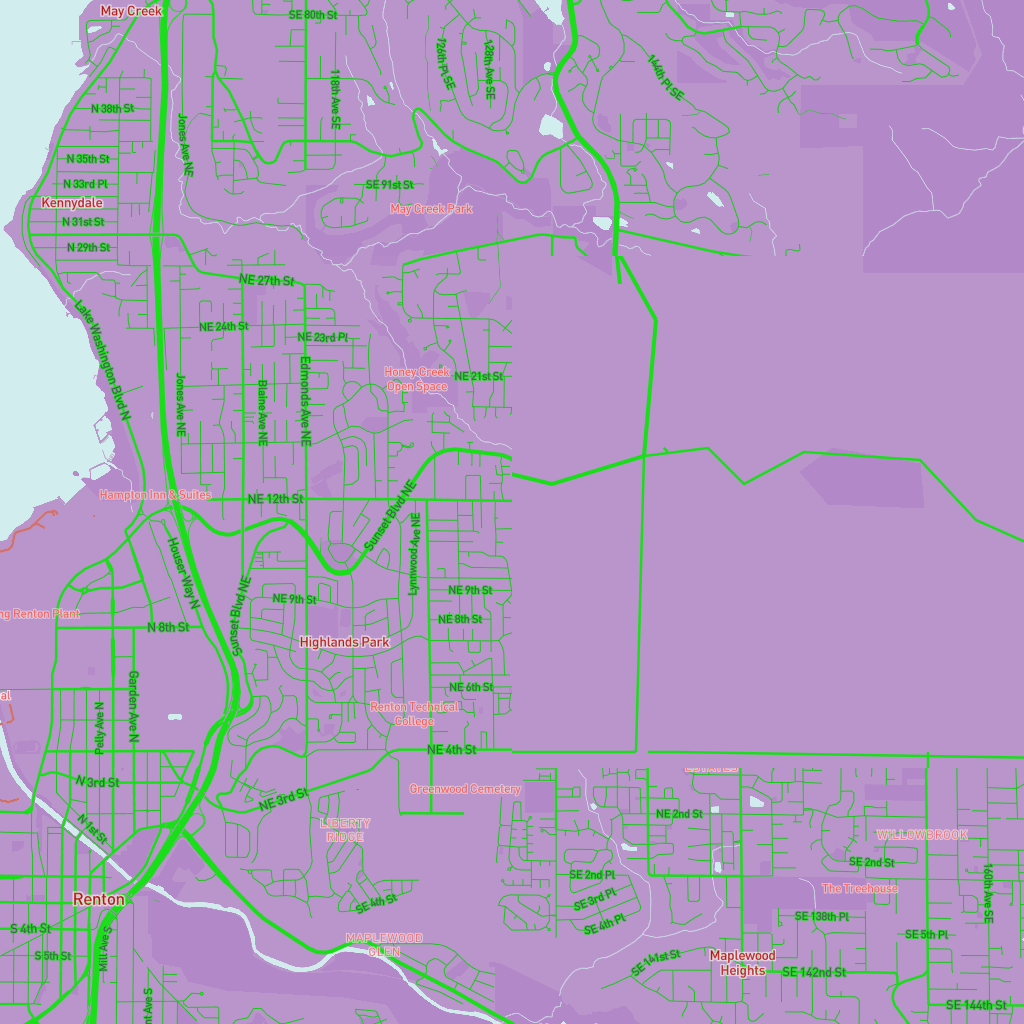 May Creek
SE 80th St
126th Pl SE
128th Ave SE
144th Pl SE
118th Ave SE
N 38th St
Jones Ave NE
N 35th St
N 33rd Pl
SE 91st St
Kennydale
May Creek Park
N 31st St
N 29th St
NE 27th St
Lake Washington Blvd N
NE 24th St
NE 23rd Pl
Honey Creek
Open Space
NE 21st St
Jones Ave NE
Blaine Ave NE
Edmonds Ave NE
Hampton Inn & Suites
NE 12th St
Sunset Blvd NE
Lynnwood Ave NE
Houser Way N
Sunset Blvd NE
NE 9th St
NE 9th St
ng Renton Plant
N 8th St
NE 8th St
Highlands Park
NE 6th St
al
Garden Ave N
Pelly Ave N
Renton Technical
College
NE 4th St
N 3rd St
NE 3rd St
Greenwood Cemetery
ESTATES
NE 2nd St
N 1st St
LIBERTY
RIDGE
WILLOWBROOK
SE 2nd St
SE 2nd Pl
160th Ave SE
The Treehouse
Renton
SE 4th St
SE 3rd Pl
SE 4th Pl
SE 138th Pl
S 4th St
Mill Ave S
SE 5th Pl
MAPLEWOOD
GLEN
S 5th St
SE 141st St
Maplewood
Heights
SE 142nd St
nt Ave S
SE 144th St